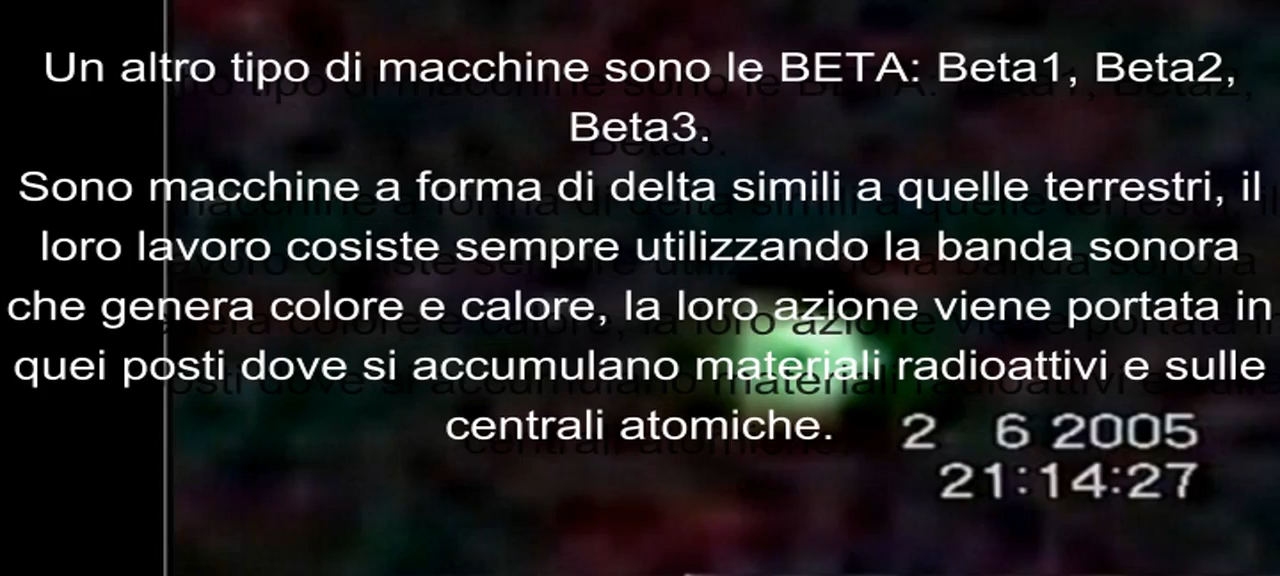 Un altro tipo di macchine sono le BETA: Beta1, Beta2,
Beta3.
Sono macchine a forma di delta simili a quelle terrestri, il
loro lavoro cosiste sempre utilizzando la banda sonora
che genera colore e calore, la loro azione viene portata in
quei posti dove si accumulano materiali radioattivi e sulle
centrali atomiche.
2 6 2005
21:14:27